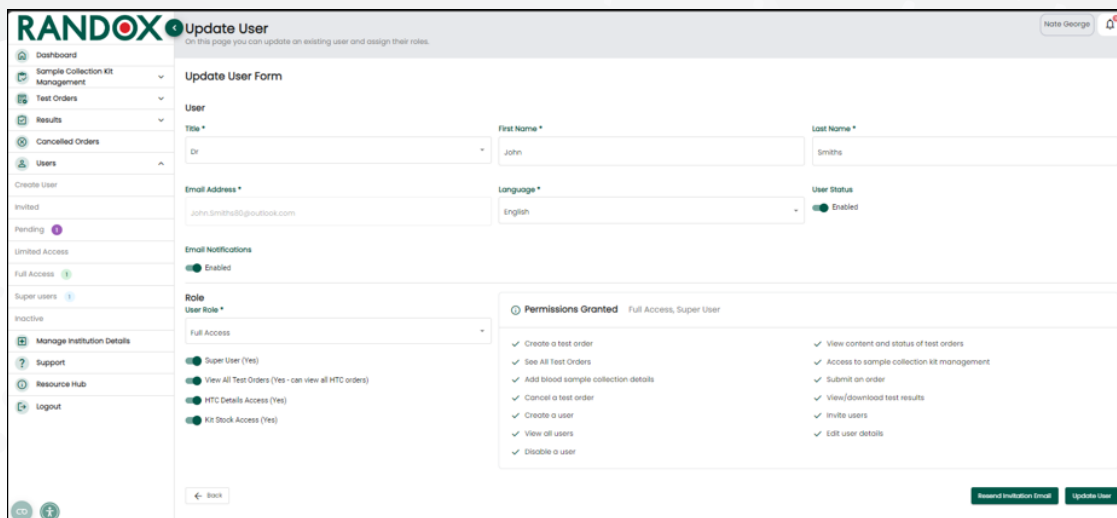 RANDOX
Update User
On this page you can update an existing user and assign their roles.
Nate George
Dashboard
Sample Collection Kit
Management
Test Orders
Results
Cancelled Orders
Users
Create User
Invited
Pending 1
Limited Access
Full Access 1
Super users 1
Inactive
Manage Institution Details
Support
Resource Hub
Logout
Update User Form
User
Title * First Name * Last Name *
Dr John Smiths
Email Address * Language * User Status
John.Smiths80@outlook.com English Enabled
Email Notifications
Enabled
Role
User Role *
Full Access
Super User (Yes)
View All Test Orders (Yes - can view all HTC orders)
HTC Details Access (Yes)
Kit Stock Access (Yes)
Permissions Granted Full Access, Super User
Create a test order View content and status of test orders
See All Test Orders Access to sample collection kit management
Add blood sample collection details Submit an order
Cancel a test order View/download test results
Create a user Invite users
View all users Edit user details
Disable a user
Back Resend Invitation Email Update User